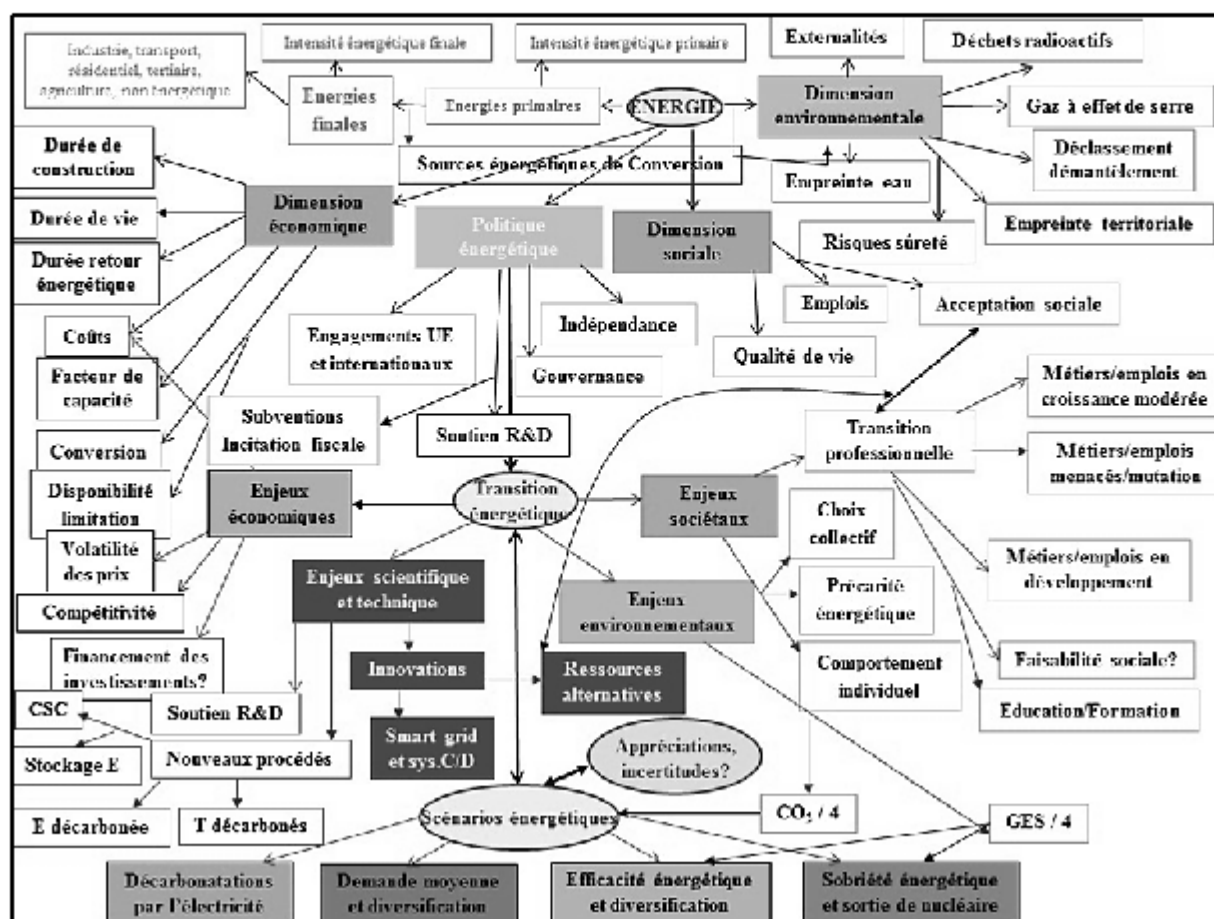 Industrie, transport,
résidentiel, tertiaire,
agriculture, non énergétique
Intensité énergétique finale
Intensité énergétique primaire
Externalités
Déchets radioactifs
Energies
finales
Energies primaires
ENERGIE
Dimension
environnementale
Gaz à effet de serre
Durée de
construction
Sources énergétiques de Conversion
Déclassement
démantèlement
Empreinte eau
Dimension
économique
Durée de vie
Politique
énergétique
Dimension
sociale
Risques sûreté
Empreinte territoriale
Durée retour
énergétique
Emplois
Acceptation sociale
Coûts
Engagements UE
et internationaux
Indépendance
Qualité de vie
Gouvernance
Facteur de
capacité
Métiers/emplois en
croissance modérée
Subventions
Incitation fiscale
Soutien R&D
Transition
professionnelle
Conversion
Métiers/emplois
menacés/mutation
Disponibilité
limitation
Enjeux
économiques
Transition
énergétique
Enjeux
sociétaux
Choix
collectif
Volatilité
des prix
Métiers/emplois en
développement
Enjeux scientifique
et technique
Enjeux
environnementaux
Précarité
énergétique
Compétitivité
Financement des
investissements?
Innovations
Ressources
alternatives
Comportement
individuel
Faisabilité sociale?
CSC
Soutien R&D
Education/Formation
Smart grid
et sys.C/D
Appréciations,
incertitudes?
Stockage E
Nouveaux procédés
E décarbonée
T décarbonés
Scénarios énergétiques
CO₂ / 4
GES / 4
Décarbonatations
par l'électricité
Demande moyenne
et diversification
Efficacité énergétique
et diversification
Sobriété énergétique
et sortie de nucléaire